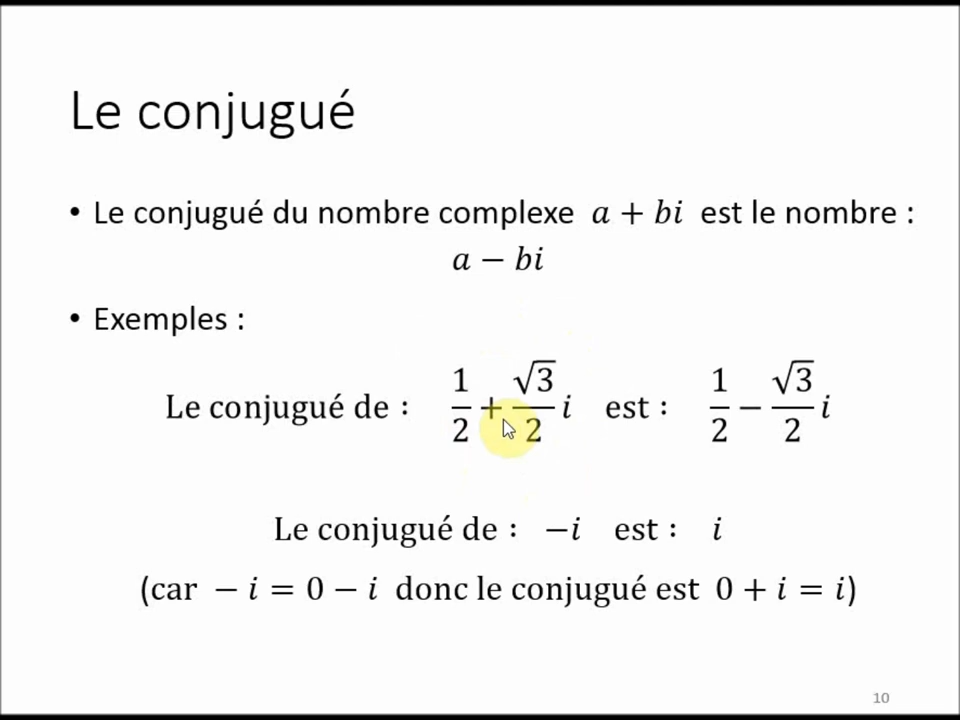 Le conjugué
• Le conjugué du nombre complexe a + bi est le nombre :
a − bi
• Exemples :
Le conjugué de : 1/2 + √3/2 i est : 1/2 − √3/2 i
Le conjugué de : −i est : i
(car − i = 0 − i donc le conjugué est 0 + i = i)
10